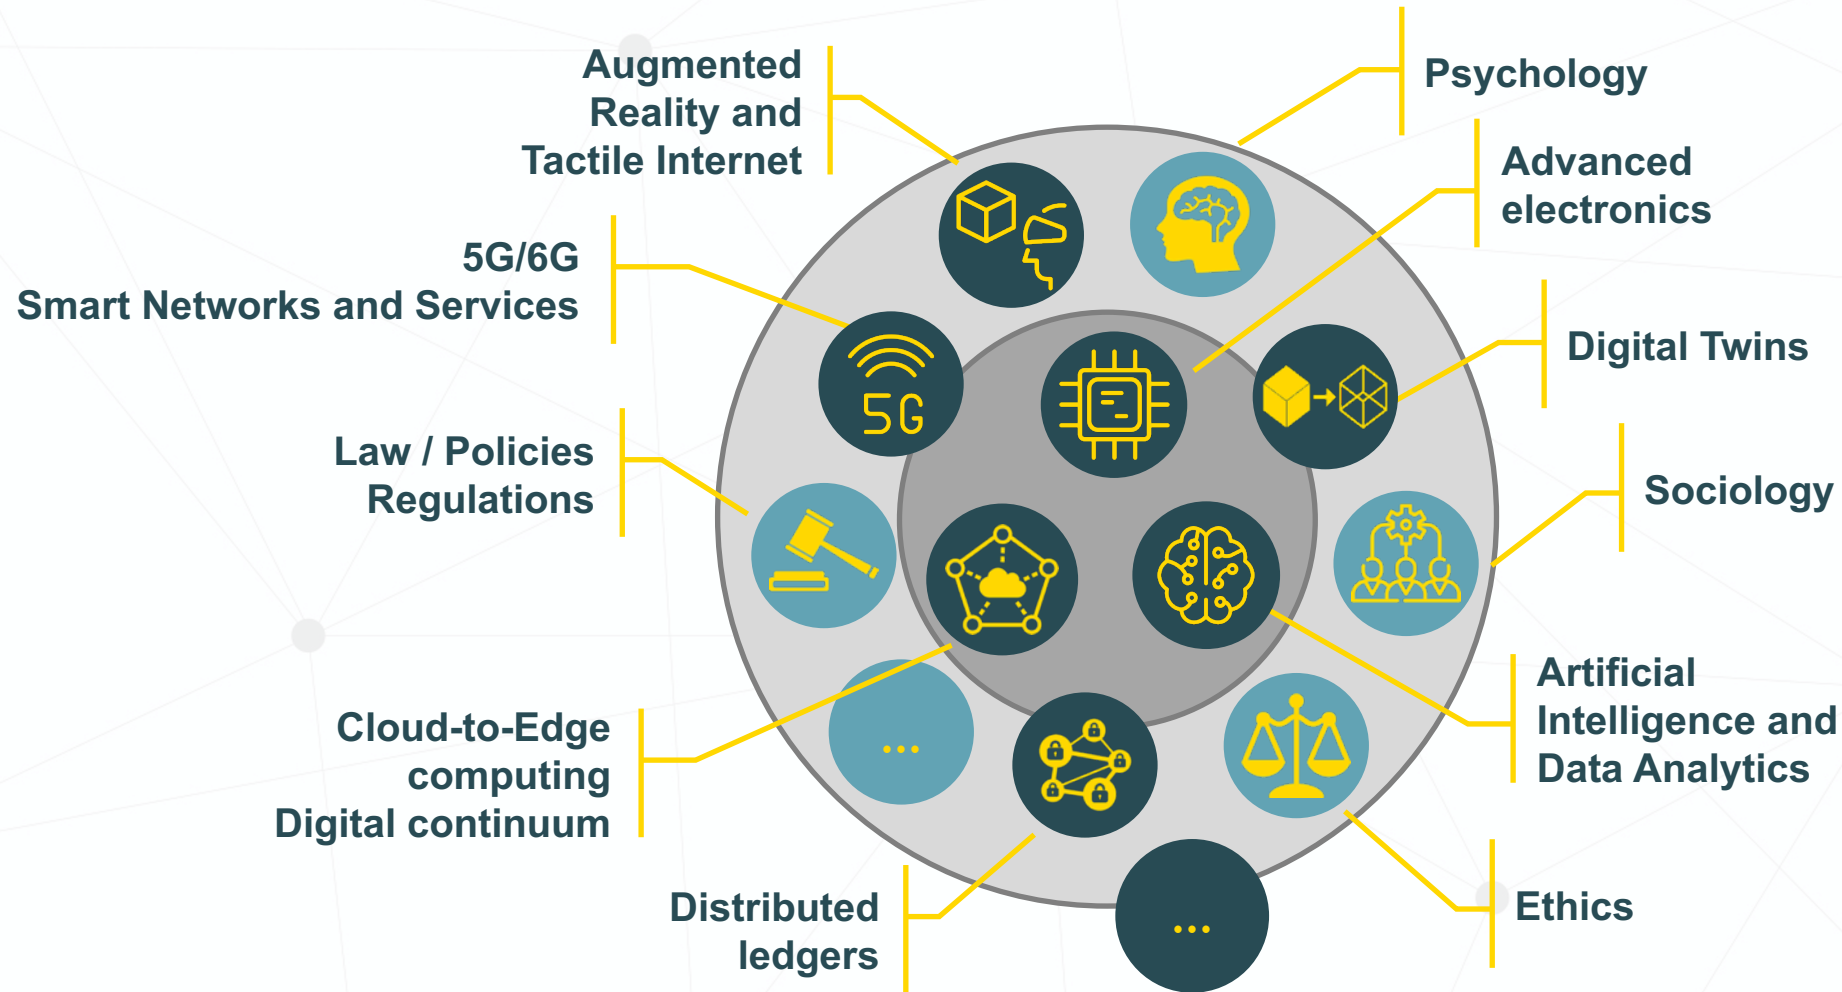 Augmented
Reality and
Tactile Internet
Psychology
Advanced
electronics
5G/6G
Smart Networks and Services
5G
Digital Twins
Law / Policies
Regulations
Sociology
Cloud-to-Edge
computing
Digital continuum
...
Artificial
Intelligence and
Data Analytics
Distributed
ledgers
...
Ethics